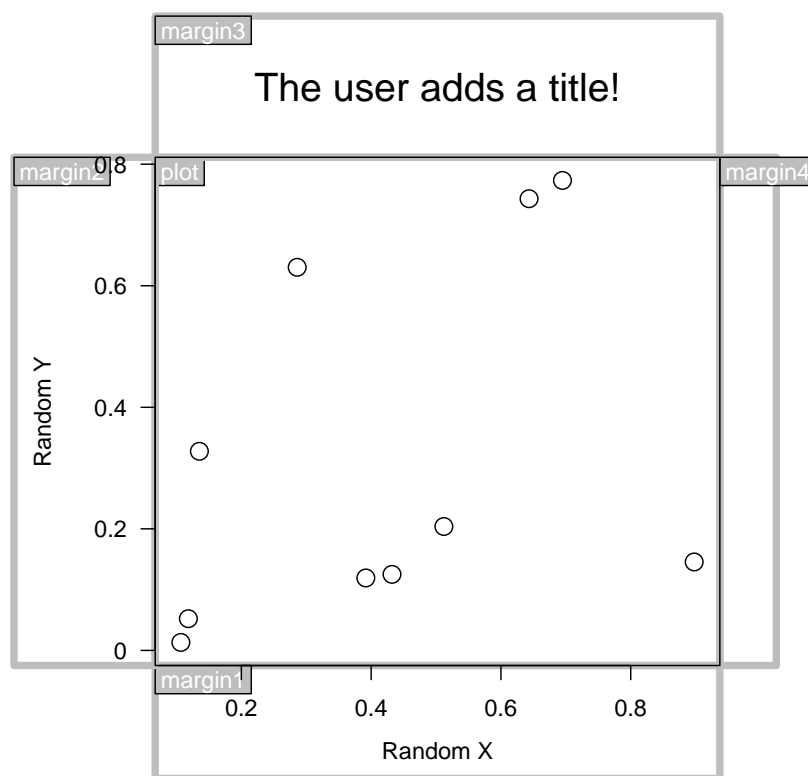 margin3
The user adds a title!
margin2
0.8
plot
margin4
0.6
0.4
0.2
0
Random Y
margin1
0.2 0.4 0.6 0.8
Random X